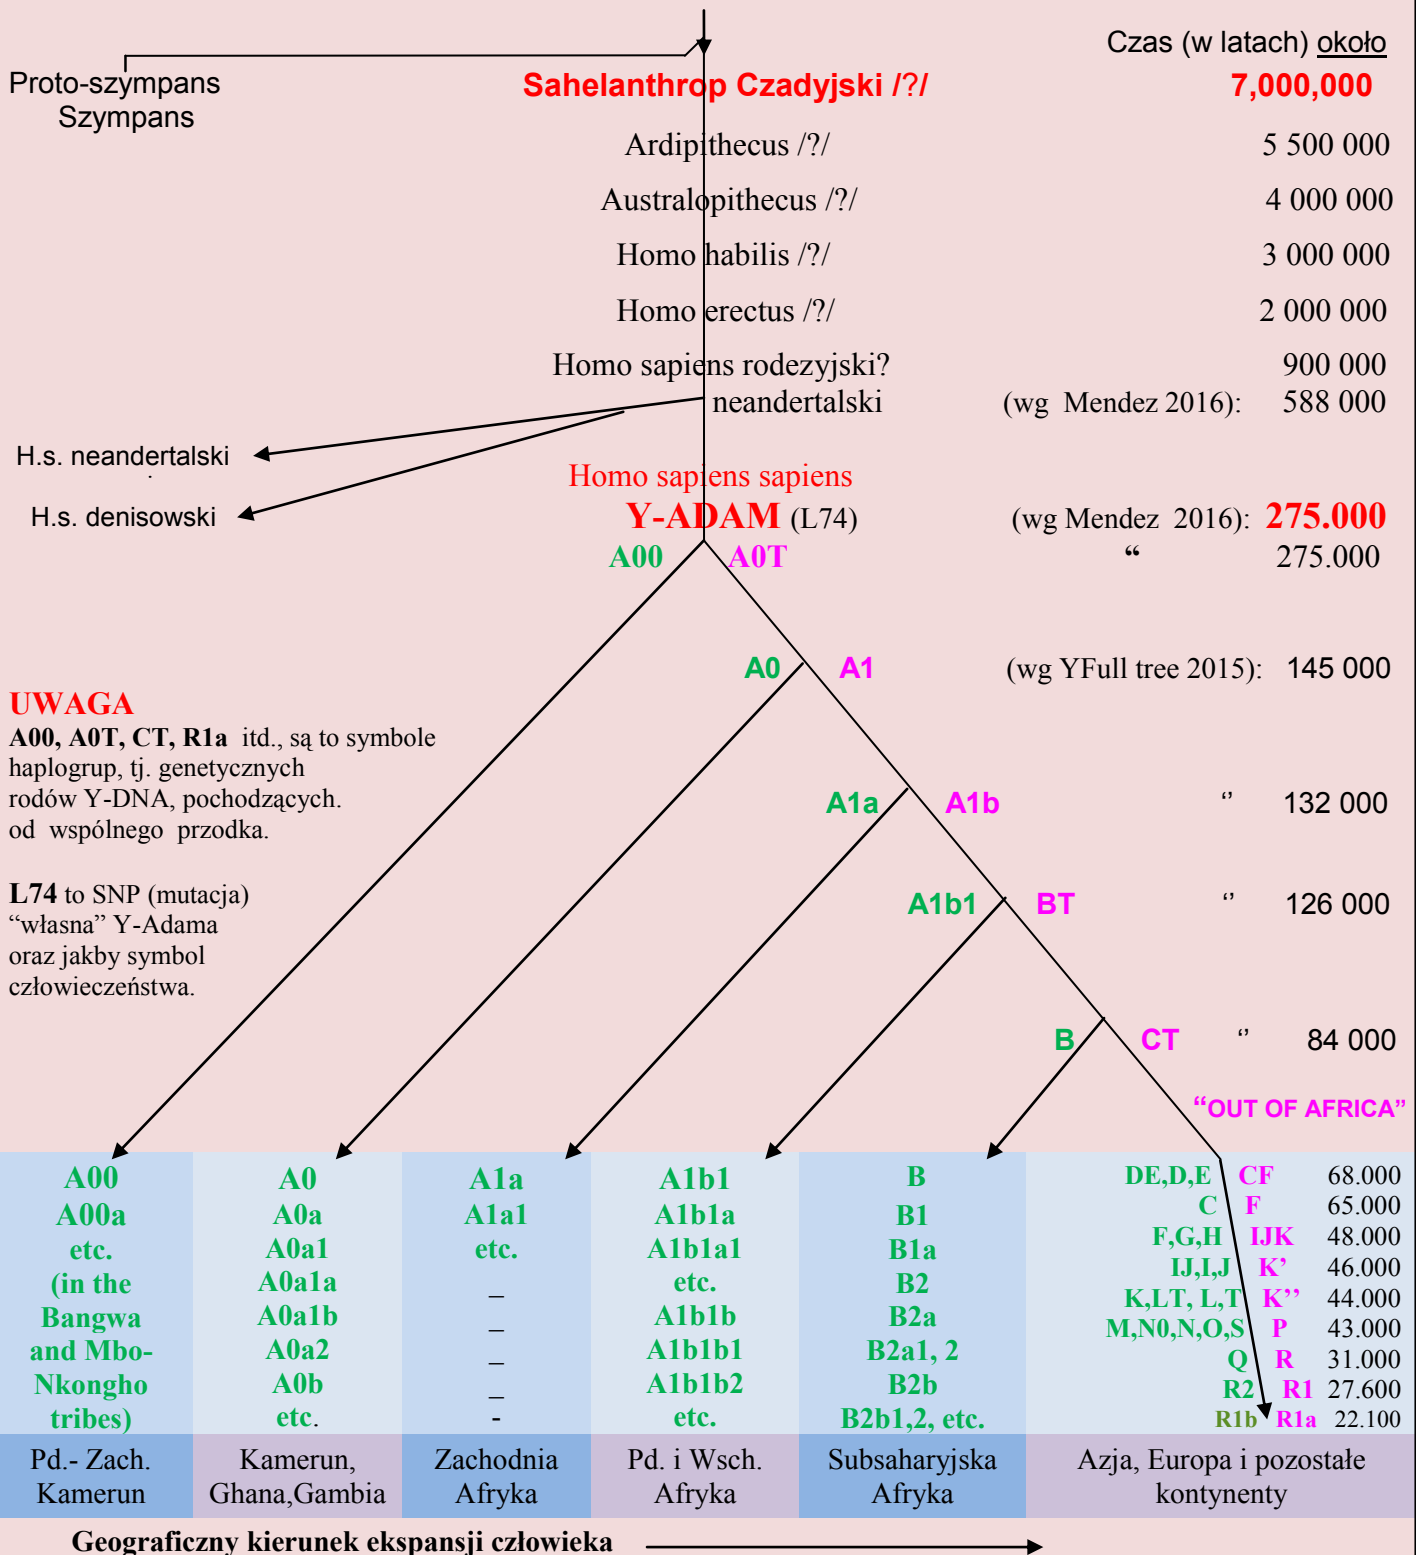 Czas (w latach) około
Proto-szympans
Szympans
Sahelanthrop Czadyjski /?/ 7,000,000
Ardipithecus /?/ 5 500 000
Australopithecus /?/ 4 000 000
Homo habilis /?/ 3 000 000
Homo erectus /?/ 2 000 000
Homo sapiens rodezyjski? 900 000
neandertalski (wg Mendez 2016): 588 000
H.s. neandertalski
H.s. denisowski
Homo sapiens sapiens
Y-ADAM (L74) (wg Mendez 2016): 275.000
A00 A0T “ 275.000
A0 A1 (wg YFull tree 2015): 145 000
UWAGA
A00, A0T, CT, R1a itd., są to symbole
haplogrup, tj. genetycznych
rodów Y-DNA, pochodzących.
od wspólnego przodka.
A1a A1b ‘’ 132 000
L74 to SNP (mutacja)
“własna” Y-Adama
oraz jakby symbol
człowieczeństwa.
A1b1 BT ‘’ 126 000
B CT ‘’ 84 000
“OUT OF AFRICA”
A00 A0 A1a A1b1 B DE,D,E CF 68.000
A00a A0a A1a1 A1b1a B1 C F 65.000
etc. A0a1 etc. A1b1a1 B1a F,G,H IJK 48.000
(in the A0a1a _ etc. B2 IJ,I,J K’ 46.000
Bangwa A0a1b _ A1b1b B2a K,LT, L,T K’’ 44.000
and Mbo- A0a2 _ A1b1b1 B2a1, 2 M,N0,N,O,S P 43.000
Nkongho A0b _ A1b1b2 B2b Q R 31.000
tribes) etc. - etc. B2b1,2, etc. R2 R1 27.600
R1b R1a 22.100
Pd.- Zach. Kamerun, Zachodnia Pd. i Wsch. Subsaharyjska Azja, Europa i pozostałe
Kamerun Ghana,Gambia Afryka Afryka Afryka kontynenty
Geograficzny kierunek ekspansji człowieka